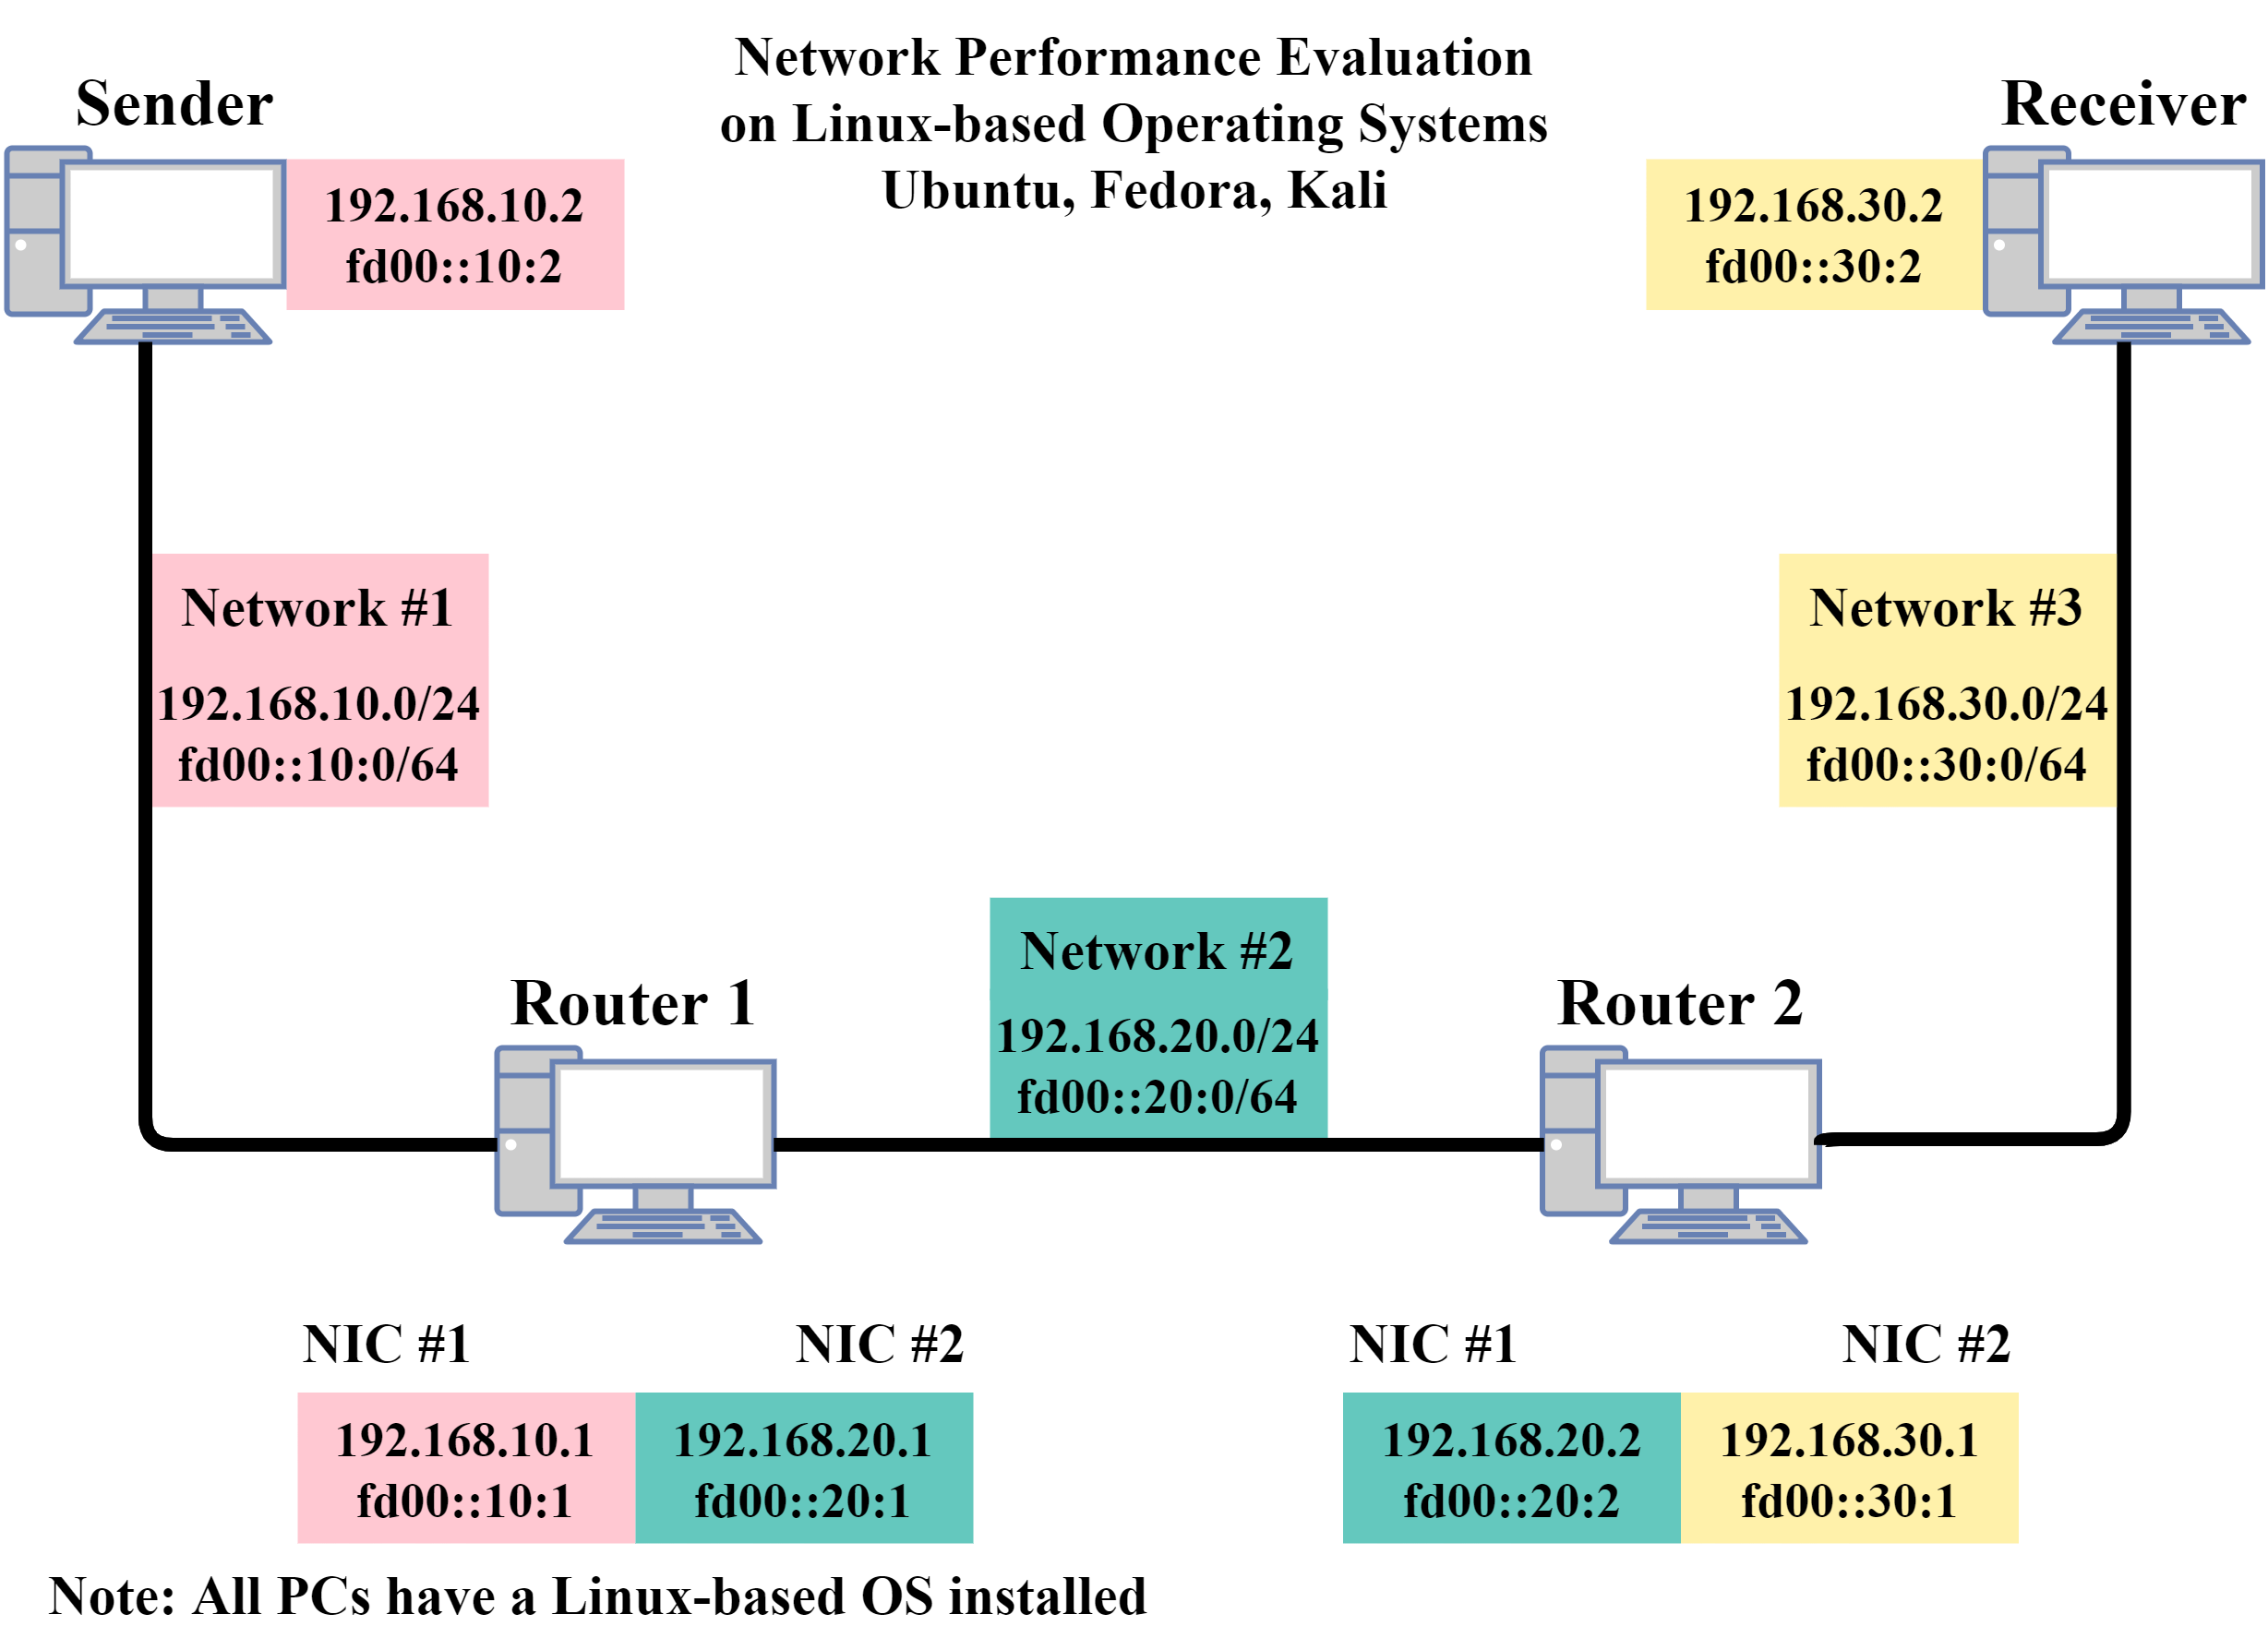 Network Performance Evaluation
on Linux-based Operating Systems
Ubuntu, Fedora, Kali
Sender
192.168.10.2
fd00::10:2
Receiver
192.168.30.2
fd00::30:2
Network #1
192.168.10.0/24
fd00::10:0/64
Network #3
192.168.30.0/24
fd00::30:0/64
Network #2
192.168.20.0/24
fd00::20:0/64
Router 1
Router 2
NIC #1
NIC #2
192.168.10.1
fd00::10:1
192.168.20.1
fd00::20:1
NIC #1
NIC #2
192.168.20.2
fd00::20:2
192.168.30.1
fd00::30:1
Note: All PCs have a Linux-based OS installed